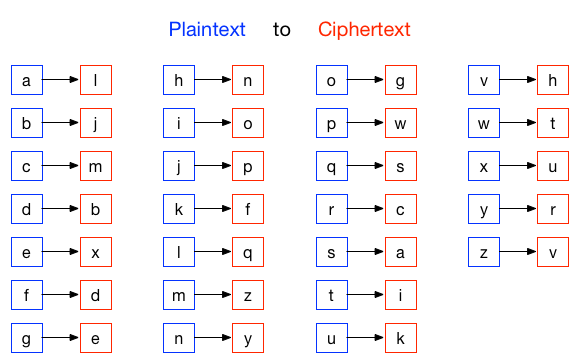 Plaintext to Ciphertext
a l h n o g v h
b j i o p w w t
c m j p q s x u
d b k f r c y r
e x l q s a z v
f d m z t i
g e n y u k